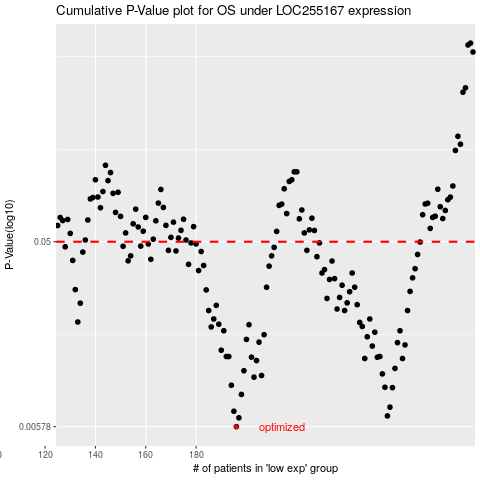 Cumulative P-Value plot for OS under LOC255167 expression
P-Value(log10)
0.05
0.00578
optimized
0 120 140 160 180
# of patients in 'low exp' group